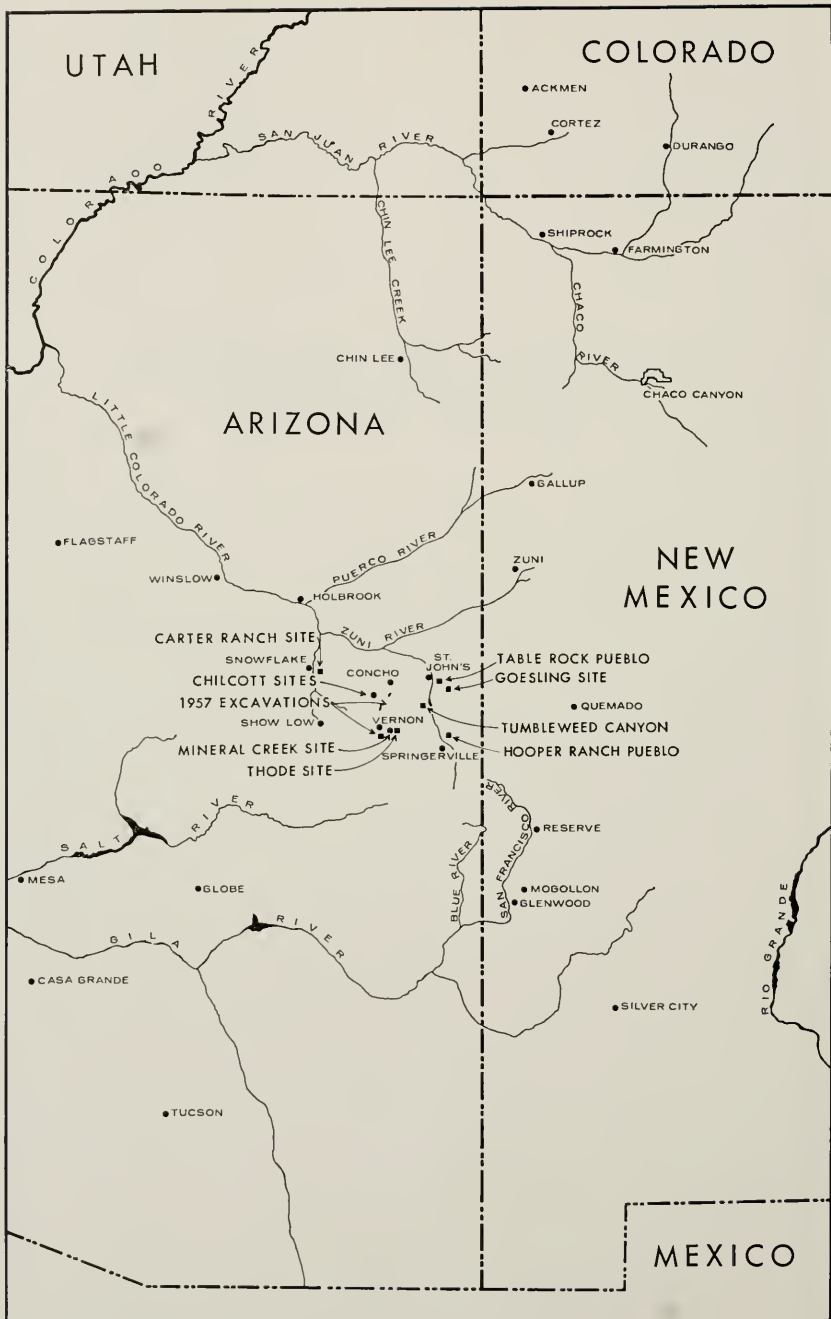 UTAH
COLORADO
ACKMEN
CORTEZ
DURANGO
COLORADO RIVER
SAN JUAN RIVER
CHIN LEE CREEK
SHIPROCK
FARMINGTON
CHACO RIVER
CHIN LEE
CHACO CANYON
ARIZONA
LITTLE COLORADO RIVER
GALLUP
FLAGSTAFF
PUERCO RIVER
NEW
MEXICO
WINSLOW
ZUNI
HOLBROOK
ZUNI RIVER
CARTER RANCH SITE
SNOWFLAKE
CONCHO
ST.
JOHN'S
TABLE ROCK PUEBLO
GOESLING SITE
CHILCOTT SITES
1957 EXCAVATIONS
QUEMADO
SHOW LOW
VERNON
TUMBLEWEED CANYON
MINERAL CREEK SITE
SPRINGERVILLE
HOOPER RANCH PUEBLO
THODE SITE
SALT RIVER
BLUE RIVER
SAN FRANCISCO RIVER
RESERVE
MESA
GLOBE
MOGOLLON
GLENWOOD
GILA RIVER
RIO GRANDE
CASA GRANDE
SILVER CITY
TUCSON
MEXICO